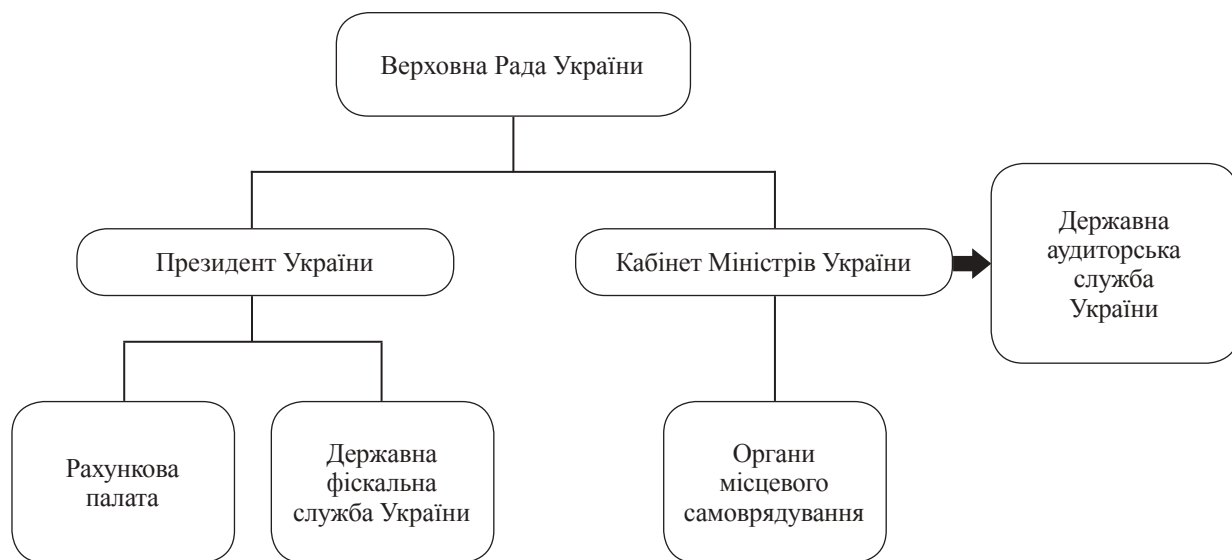 Верховна Рада України
Державна
аудиторська
служба
України
Президент України
Кабінет Міністрів України
Рахункова
палата
Державна
фіскальна
служба України
Органи
місцевого
самоврядування